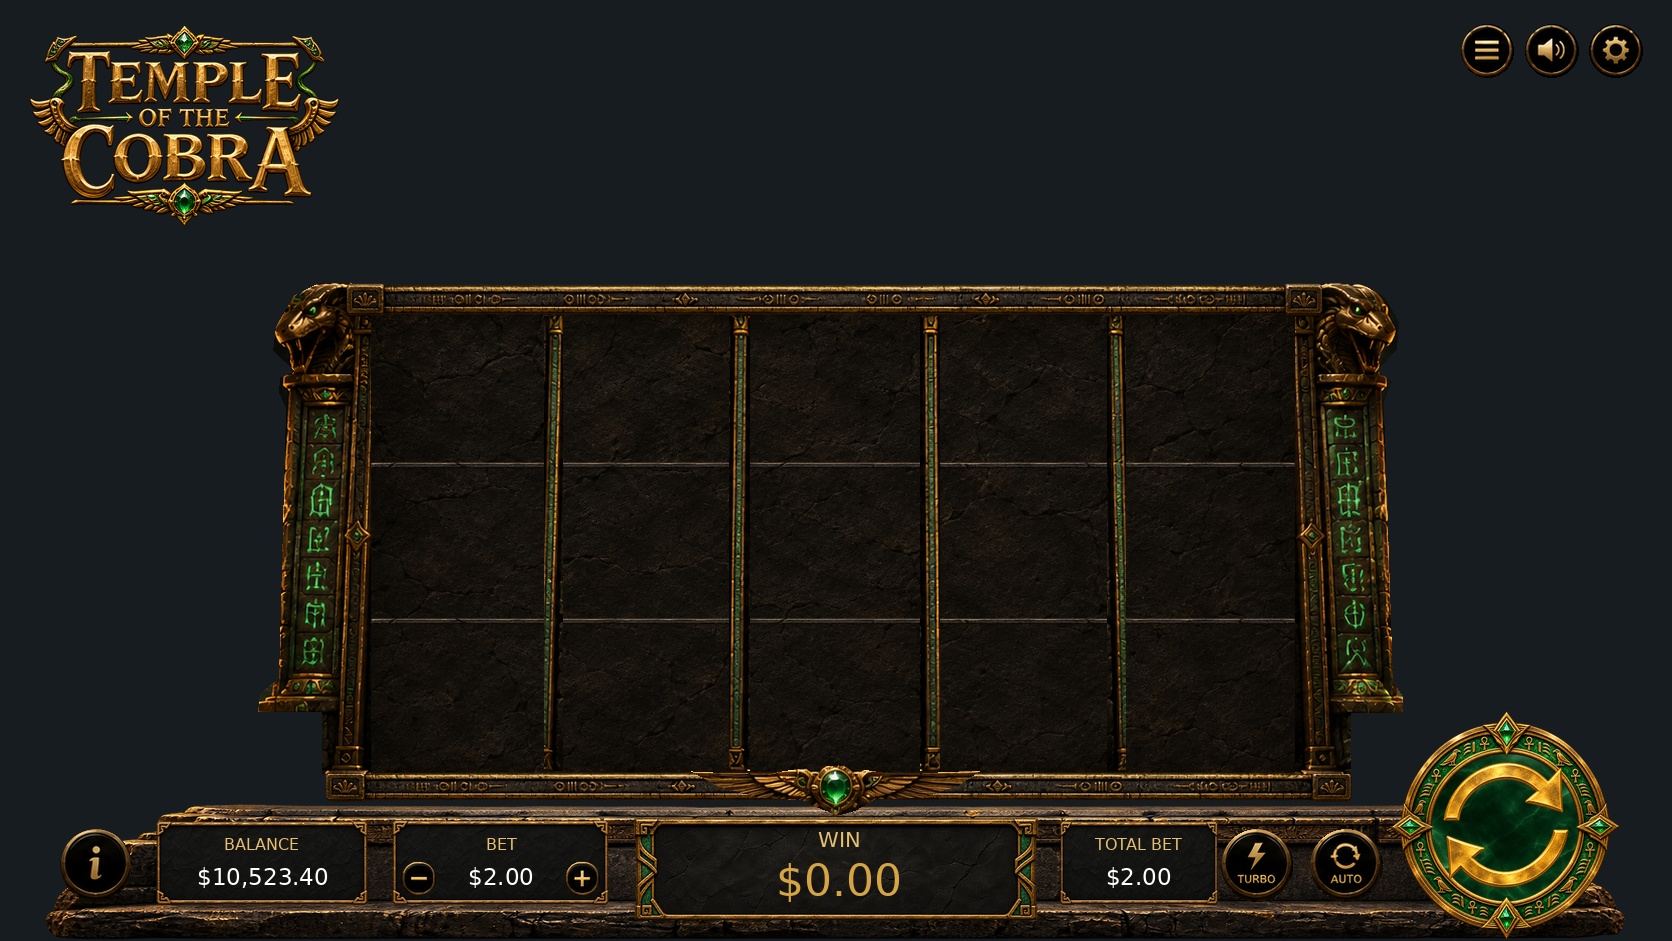 TEMPLE
OF THE
COBRA
BALANCE
$10,523.40
BET
$2.00
WIN
$0.00
TOTAL BET
$2.00
TURBO
AUTO